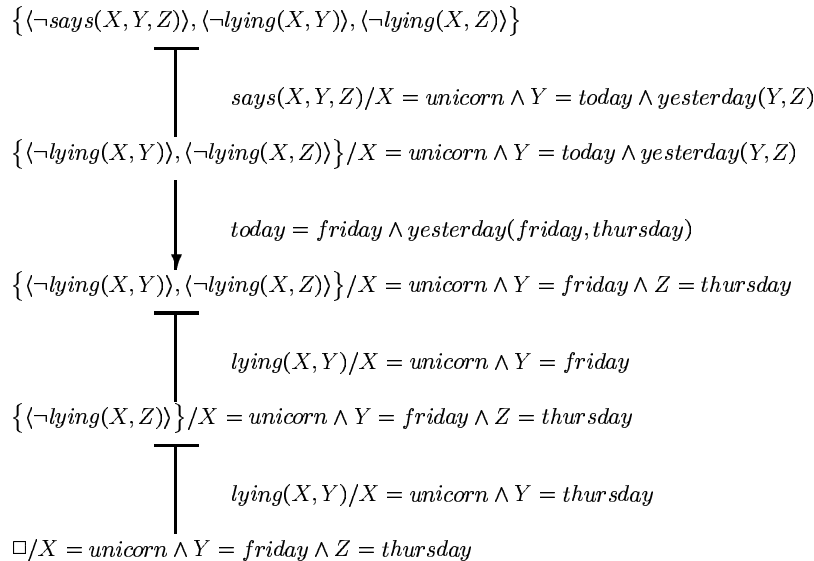 {⟨¬says(X, Y, Z)⟩, ⟨¬lying(X, Y)⟩, ⟨¬lying(X, Z)⟩}
says(X, Y, Z)/X = unicorn ∧ Y = today ∧ yesterday(Y, Z)
{⟨¬lying(X, Y)⟩, ⟨¬lying(X, Z)⟩}/X = unicorn ∧ Y = today ∧ yesterday(Y, Z)
today = friday ∧ yesterday(friday, thursday)
{⟨¬lying(X, Y)⟩, ⟨¬lying(X, Z)⟩}/X = unicorn ∧ Y = friday ∧ Z = thursday
lying(X, Y)/X = unicorn ∧ Y = friday
{⟨¬lying(X, Z)⟩}/X = unicorn ∧ Y = friday ∧ Z = thursday
lying(X, Y)/X = unicorn ∧ Y = thursday
□/X = unicorn ∧ Y = friday ∧ Z = thursday